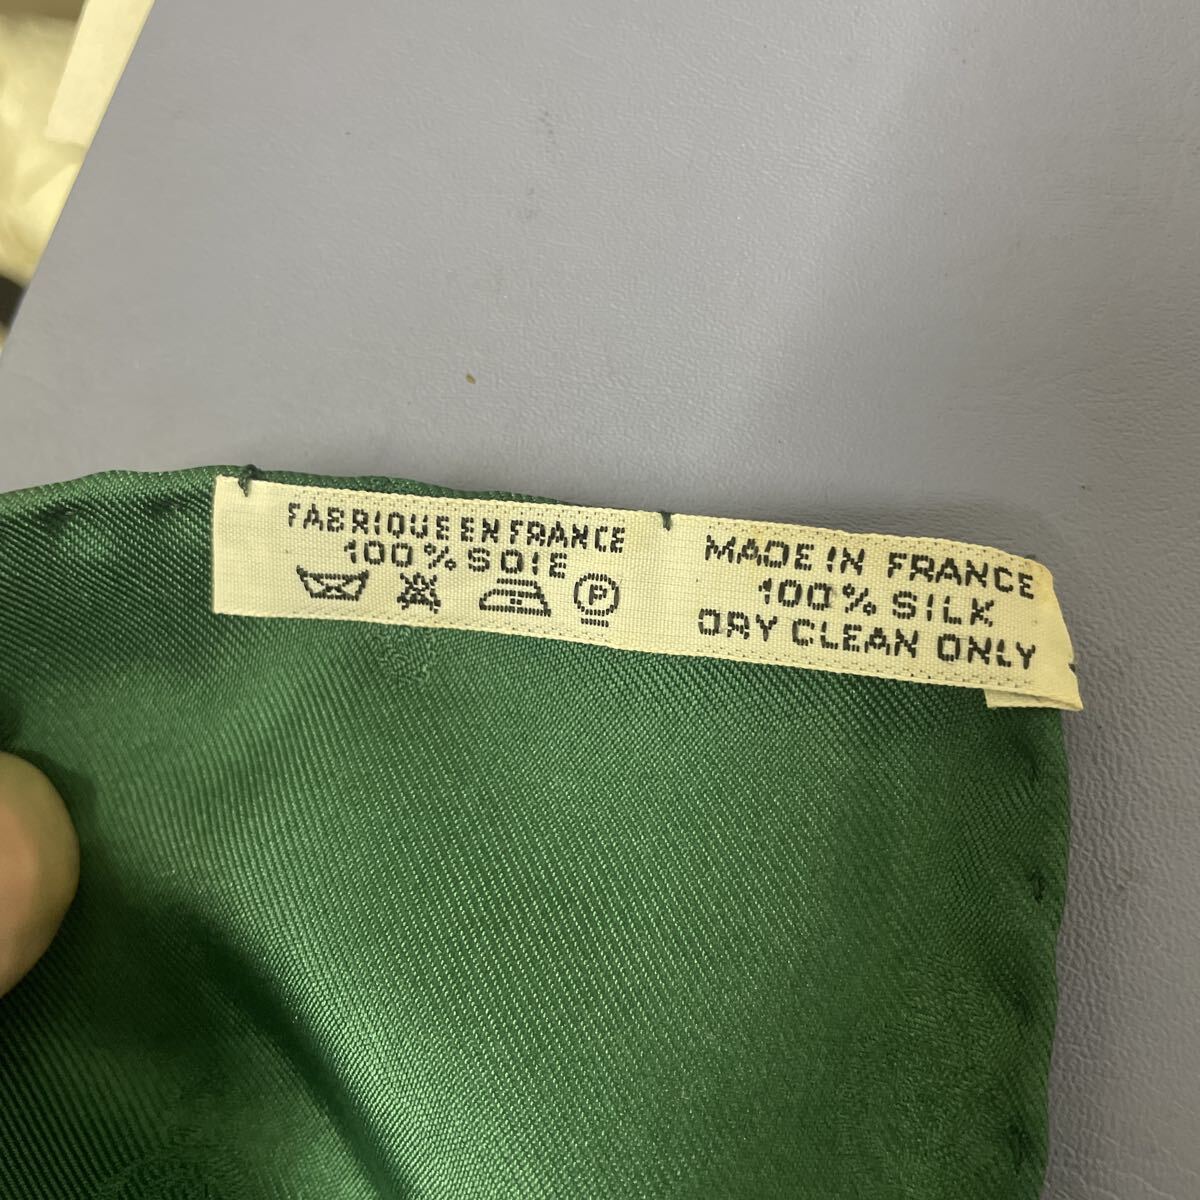 FABRIQUE EN FRANCE
100% SOIE
P
MADE IN FRANCE
100% SILK
DRY CLEAN ONLY